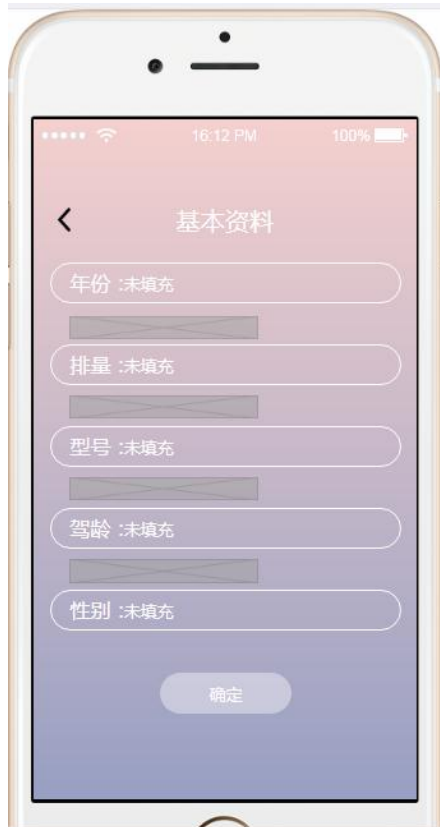 16:12 PM
100%
基本资料
年份 :未填充
排量 :未填充
型号 :未填充
驾龄 :未填充
性别 :未填充
确定